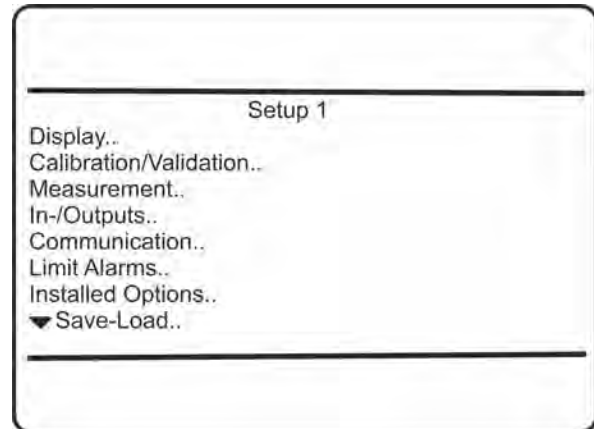 Setup 1
Display..
Calibration/Validation..
Measurement..
In-/Outputs..
Communication..
Limit Alarms..
Installed Options..
Save-Load..